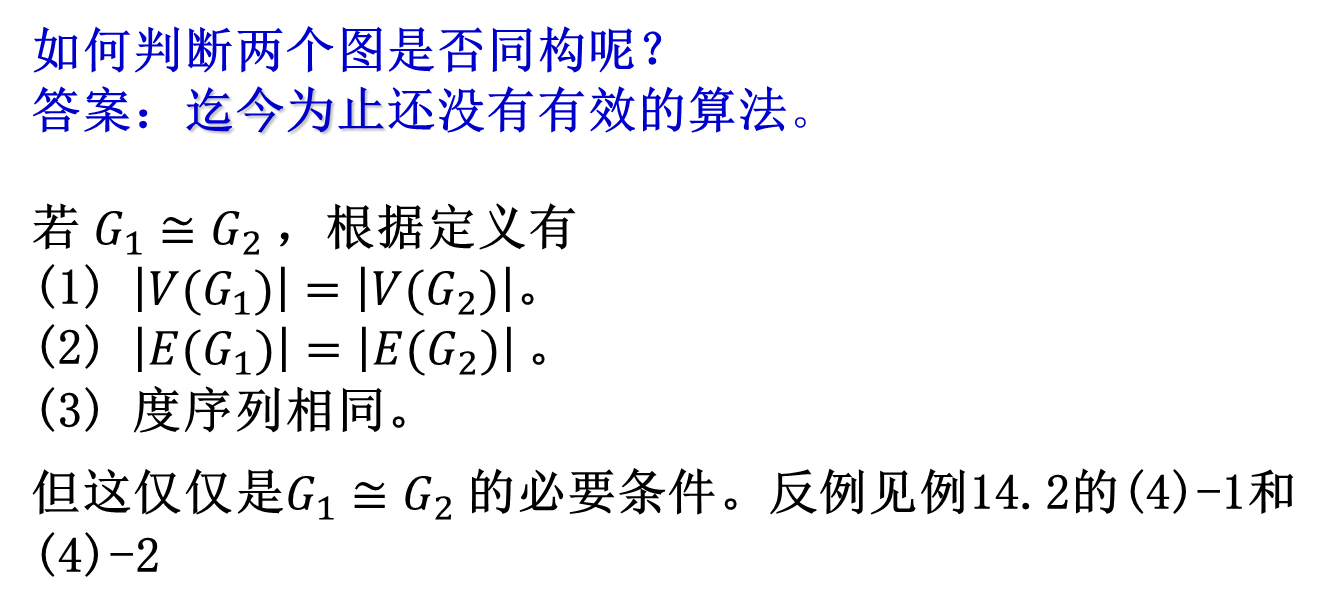 如何判断两个图是否同构呢?
答案：迄今为止还没有有效的算法。
若 G₁ ≅ G₂ ，根据定义有
(1) |V(G₁)| = |V(G₂)|。
(2) |E(G₁)| = |E(G₂)| 。
(3) 度序列相同。
但这仅仅是G₁ ≅ G₂ 的必要条件。反例见例14.2的(4)-1和
(4)-2